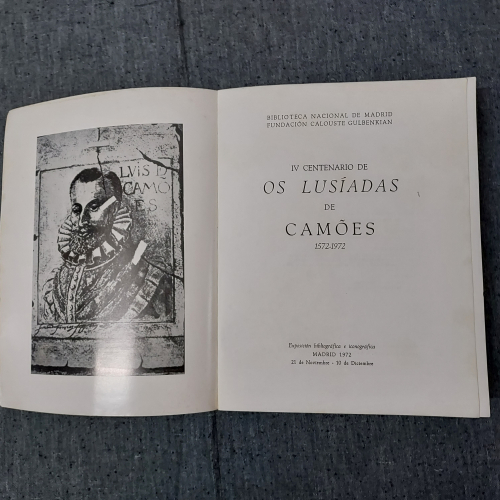 LVIS D
CAMO
ES
BIBLIOTECA NACIONAL DE MADRID
FUNDACIÓN CALOUSTE GULBENKIAN
IV CENTENARIO DE
OS LUSÍADAS
DE
CAMÕES
1572-1972
Exposición bibliográfica e iconográfica
MADRID 1972
21 de Noviembre - 10 de Diciembre